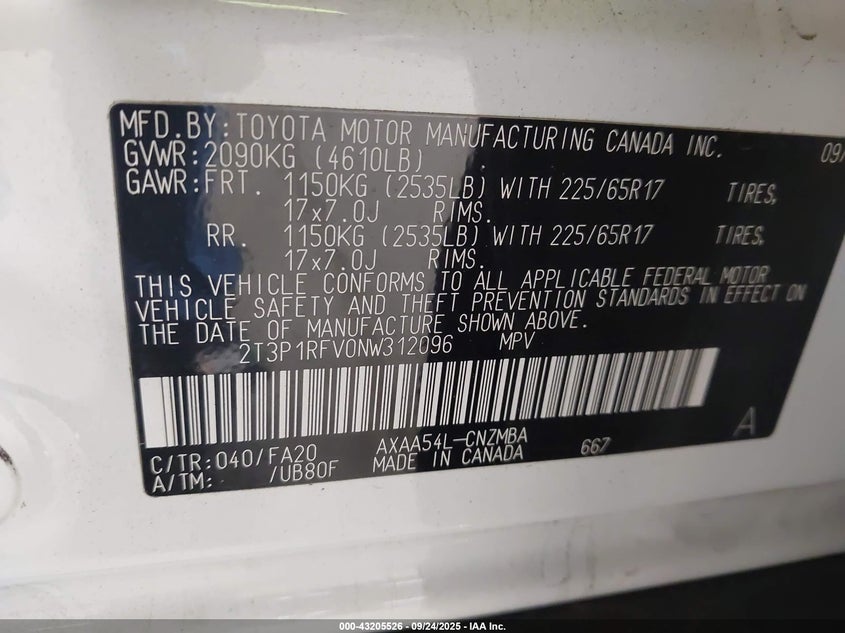 MFD.BY:TOYOTA MOTOR MANUFACTURING CANADA INC. 09/
GVWR:2090KG (4610LB)
GAWR:FRT. 1150KG (2535LB) WITH 225/65R17 TIRES,
17x7.0J RIMS.
RR. 1150KG (2535LB) WITH 225/65R17 TIRES,
17x7.0J RIMS.
THIS VEHICLE CONFORMS TO ALL APPLICABLE FEDERAL MOTOR
VEHICLE SAFETY AND THEFT PREVENTION STANDARDS IN EFFECT ON
THE DATE OF MANUFACTURE SHOWN ABOVE.
2T3P1RFV0NW312096 MPV
A
C/TR:040/FA20 AXAA54L-CNZMBA 667
A/TM: /UB80F MADE IN CANADA
000-43205526 - 09/24/2025 - IAA Inc.